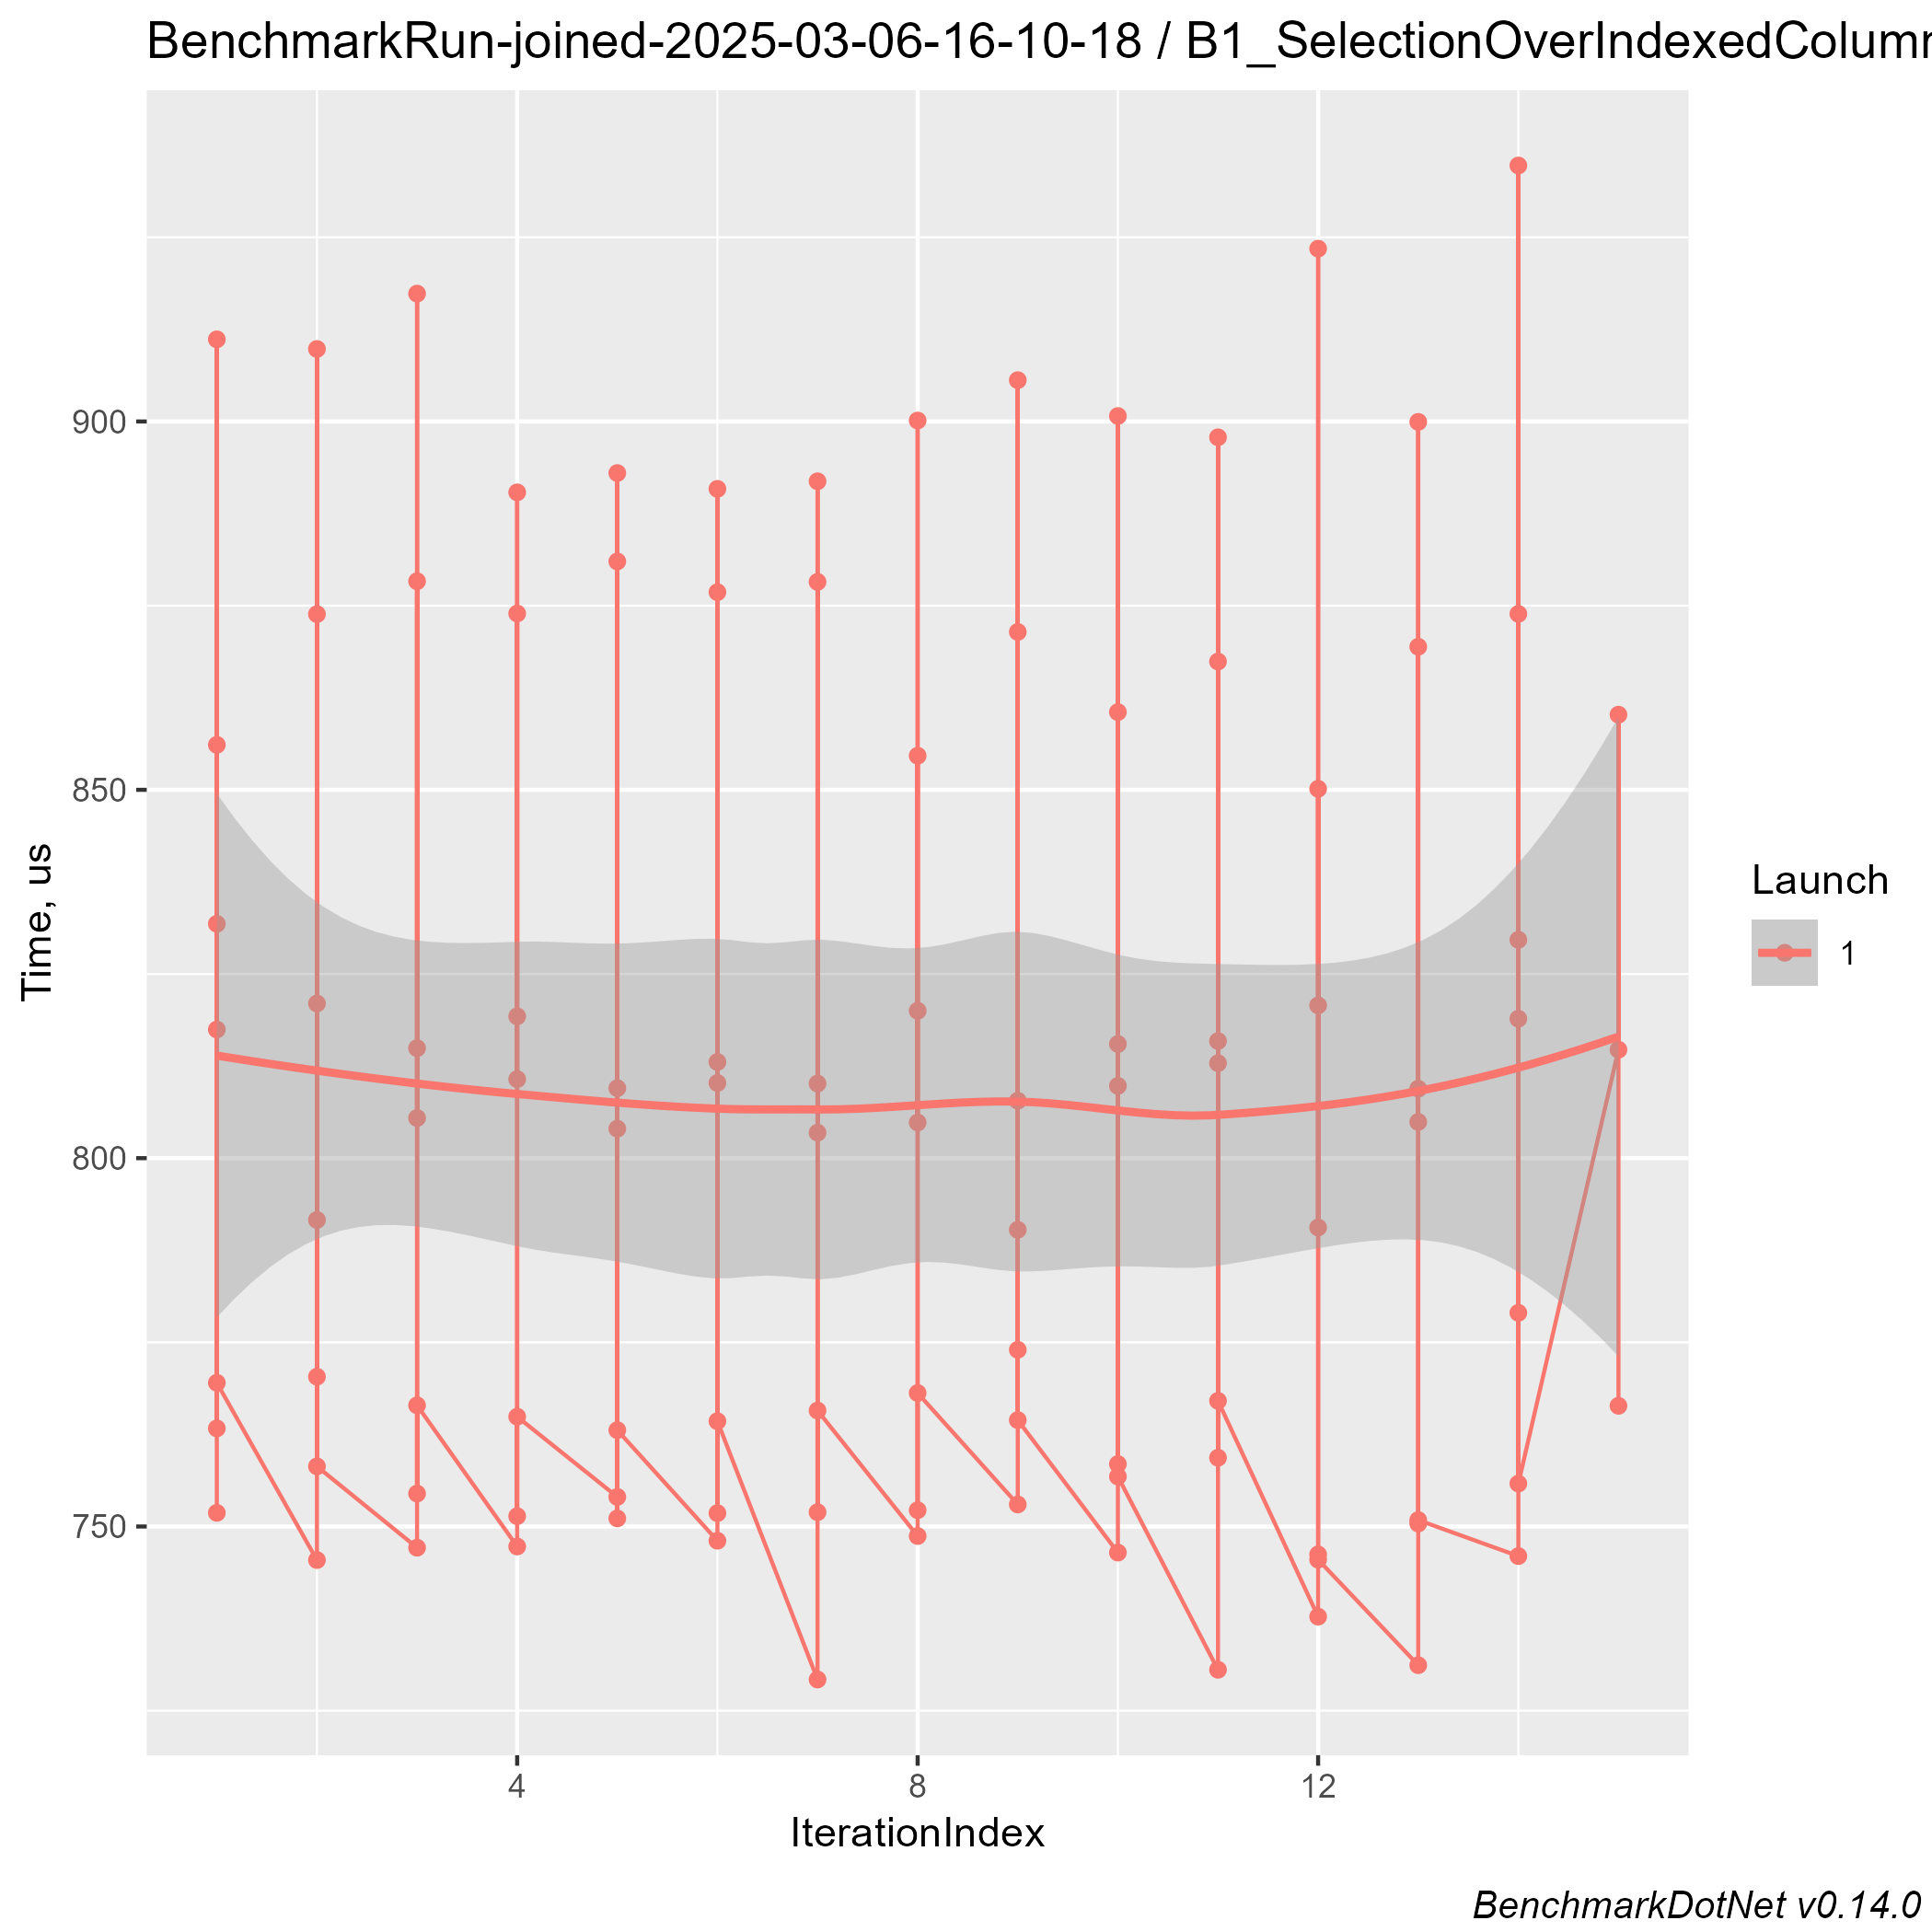 BenchmarkRun-joined-2025-03-06-16-10-18 / B1_SelectionOverIndexedColumn
900
850
800
750
Time, us
4
8
12
IterationIndex
Launch
1
BenchmarkDotNet v0.14.0